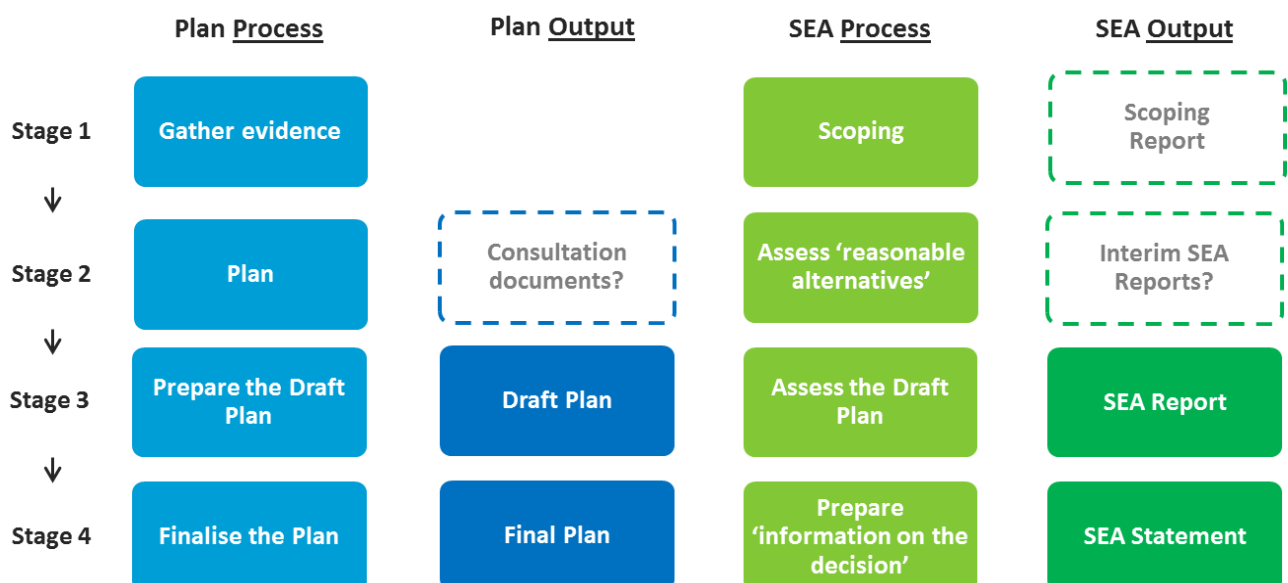 Plan Process
Plan Output
SEA Process
SEA Output
Stage 1
Gather evidence
Scoping
Scoping
Report
Stage 2
Plan
Consultation
documents?
Assess ‘reasonable
alternatives’
Interim SEA
Reports?
Stage 3
Prepare the Draft
Plan
Draft Plan
Assess the Draft
Plan
SEA Report
Stage 4
Finalise the Plan
Final Plan
Prepare
‘information on the
decision’
SEA Statement